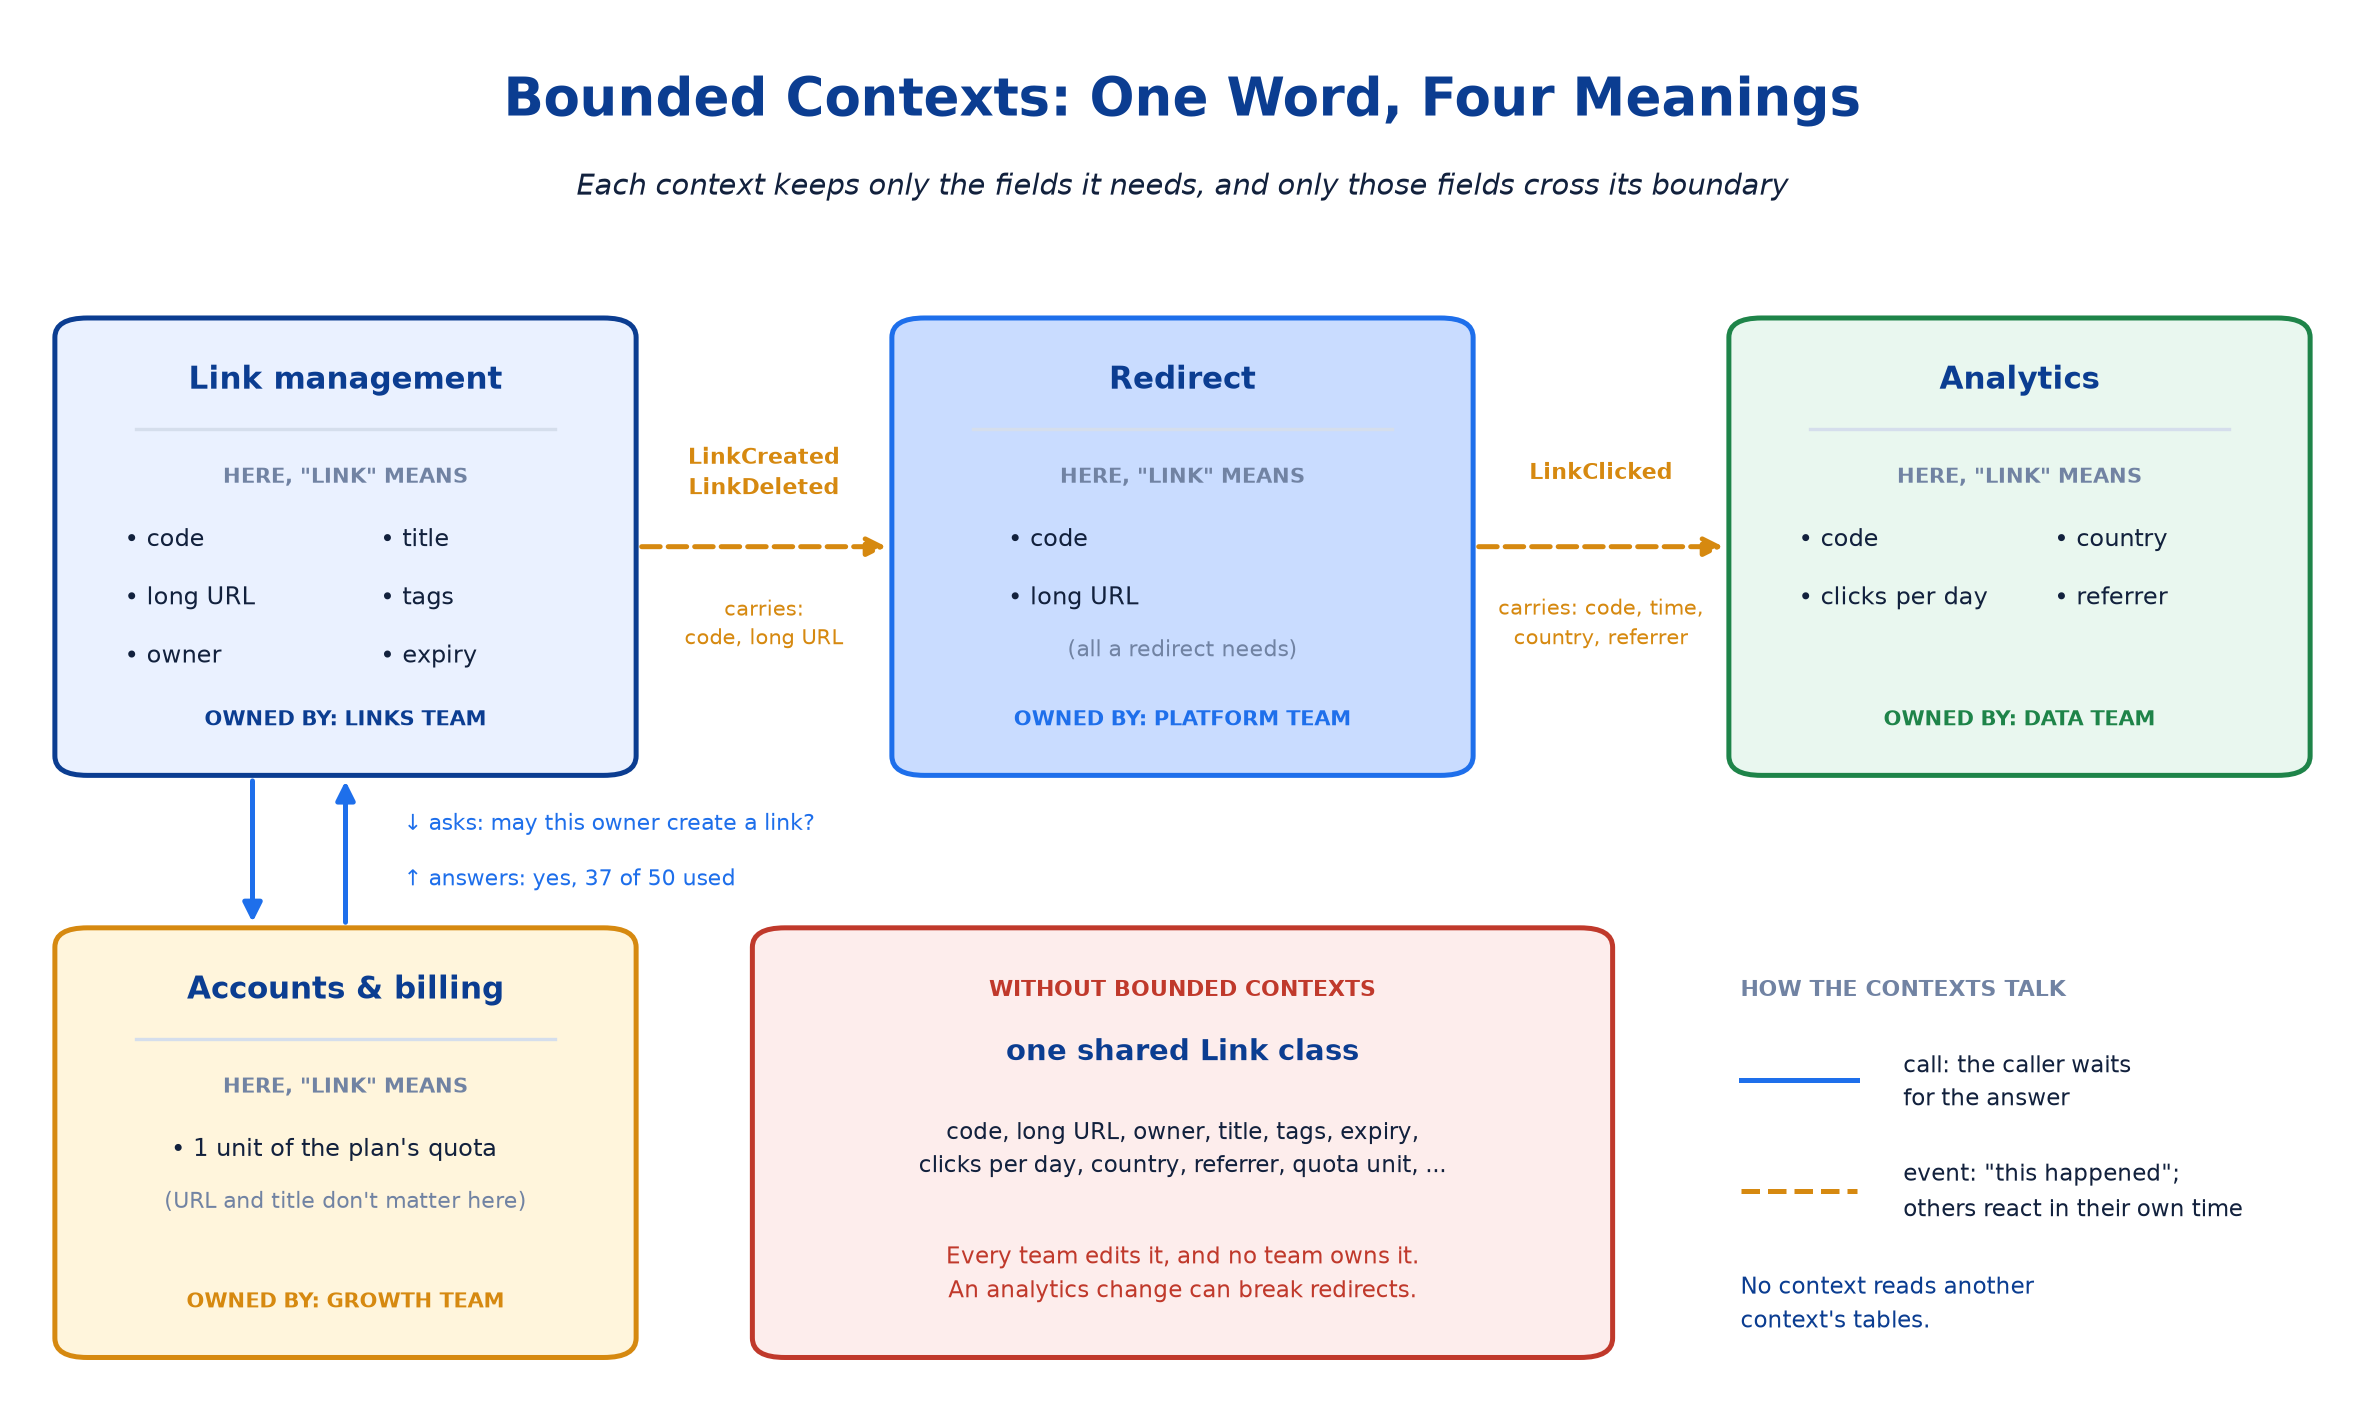 Bounded Contexts: One Word, Four Meanings
Each context keeps only the fields it needs, and only those fields cross its boundary
Link management
HERE, "LINK" MEANS
• code
• long URL
• owner
• title
• tags
• expiry
OWNED BY: LINKS TEAM
LinkCreated
LinkDeleted
carries:
code, long URL
Redirect
HERE, "LINK" MEANS
• code
• long URL
(all a redirect needs)
OWNED BY: PLATFORM TEAM
LinkClicked
carries: code, time,
country, referrer
Analytics
HERE, "LINK" MEANS
• code
• clicks per day
• country
• referrer
OWNED BY: DATA TEAM
↓ asks: may this owner create a link?
↑ answers: yes, 37 of 50 used
Accounts & billing
HERE, "LINK" MEANS
• 1 unit of the plan's quota
(URL and title don't matter here)
OWNED BY: GROWTH TEAM
WITHOUT BOUNDED CONTEXTS
one shared Link class
code, long URL, owner, title, tags, expiry,
clicks per day, country, referrer, quota unit, ...
Every team edits it, and no team owns it.
An analytics change can break redirects.
HOW THE CONTEXTS TALK
call: the caller waits
for the answer
event: "this happened";
others react in their own time
No context reads another
context's tables.